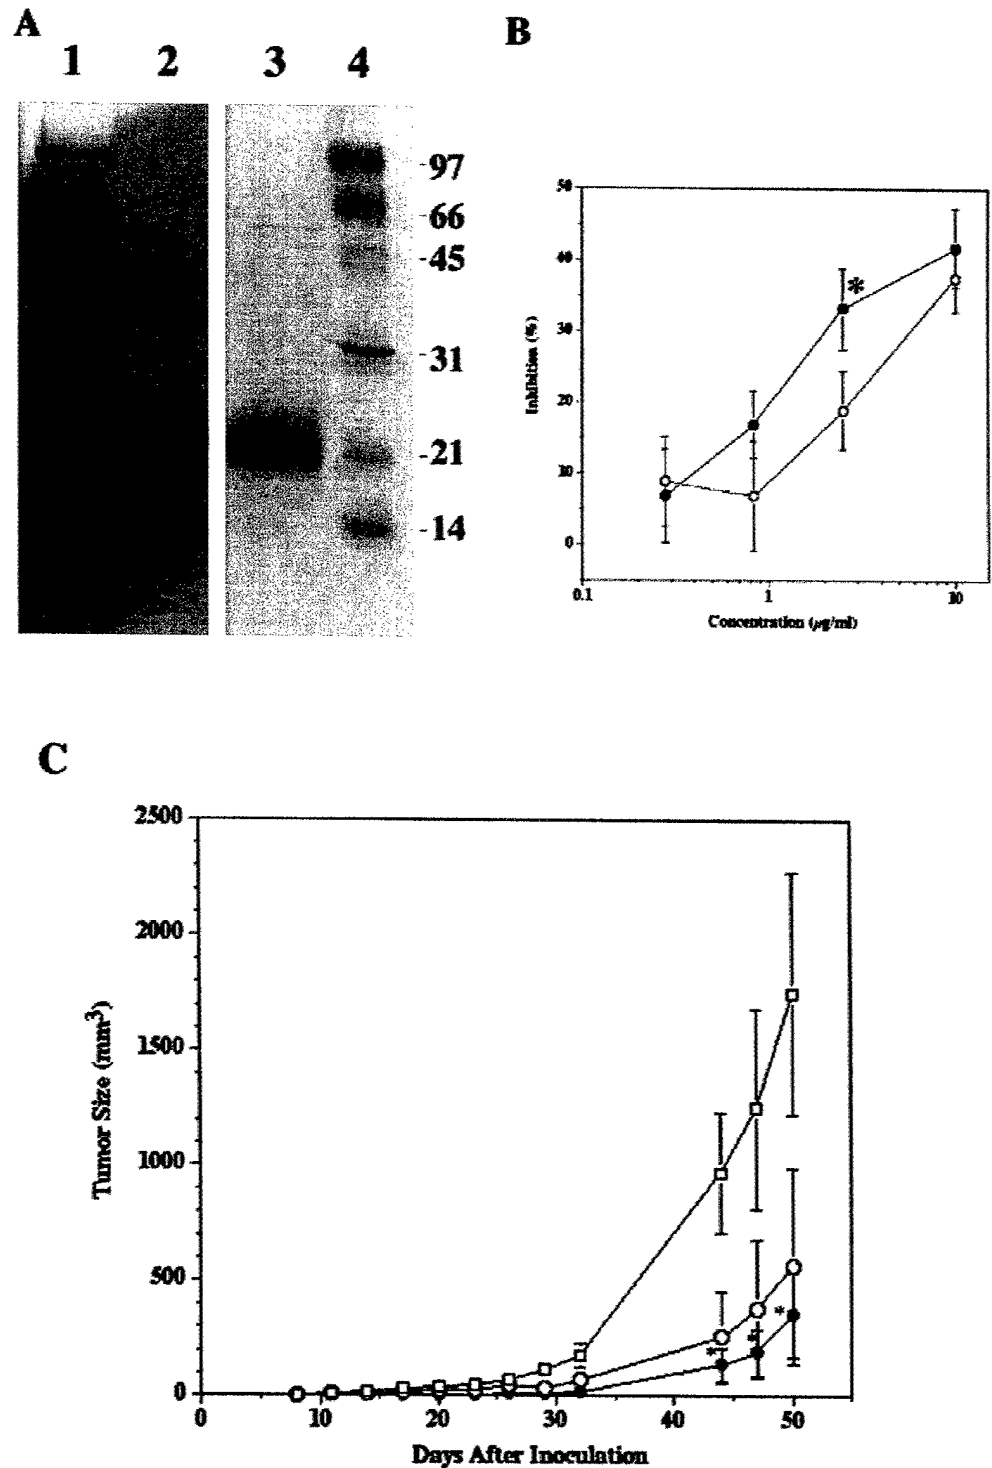 A
1 2 3 4
-97
-66
-45
-31
-21
-14
B
50
40
30
20
10
0
Inhibition (%)
*
0.1 1 10
Concentration (μg/ml)
C
2500
2000
1500
1000
500
0
Tumor Size (mm3)
* * *
0 10 20 30 40 50
Days After Inoculation